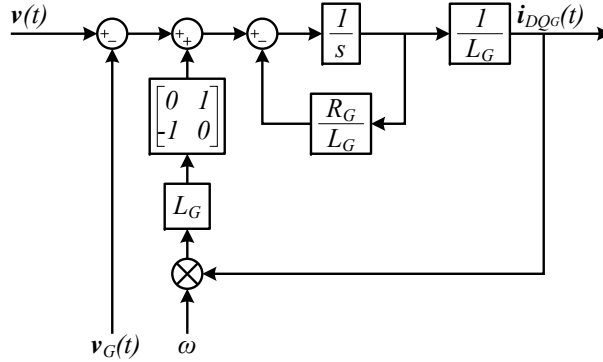 v(t)
+ −
+ +
+ −
1
s
1
L_G
i_DQG(t)
0 1
-1 0
R_G
L_G
L_G
v_G(t)
ω